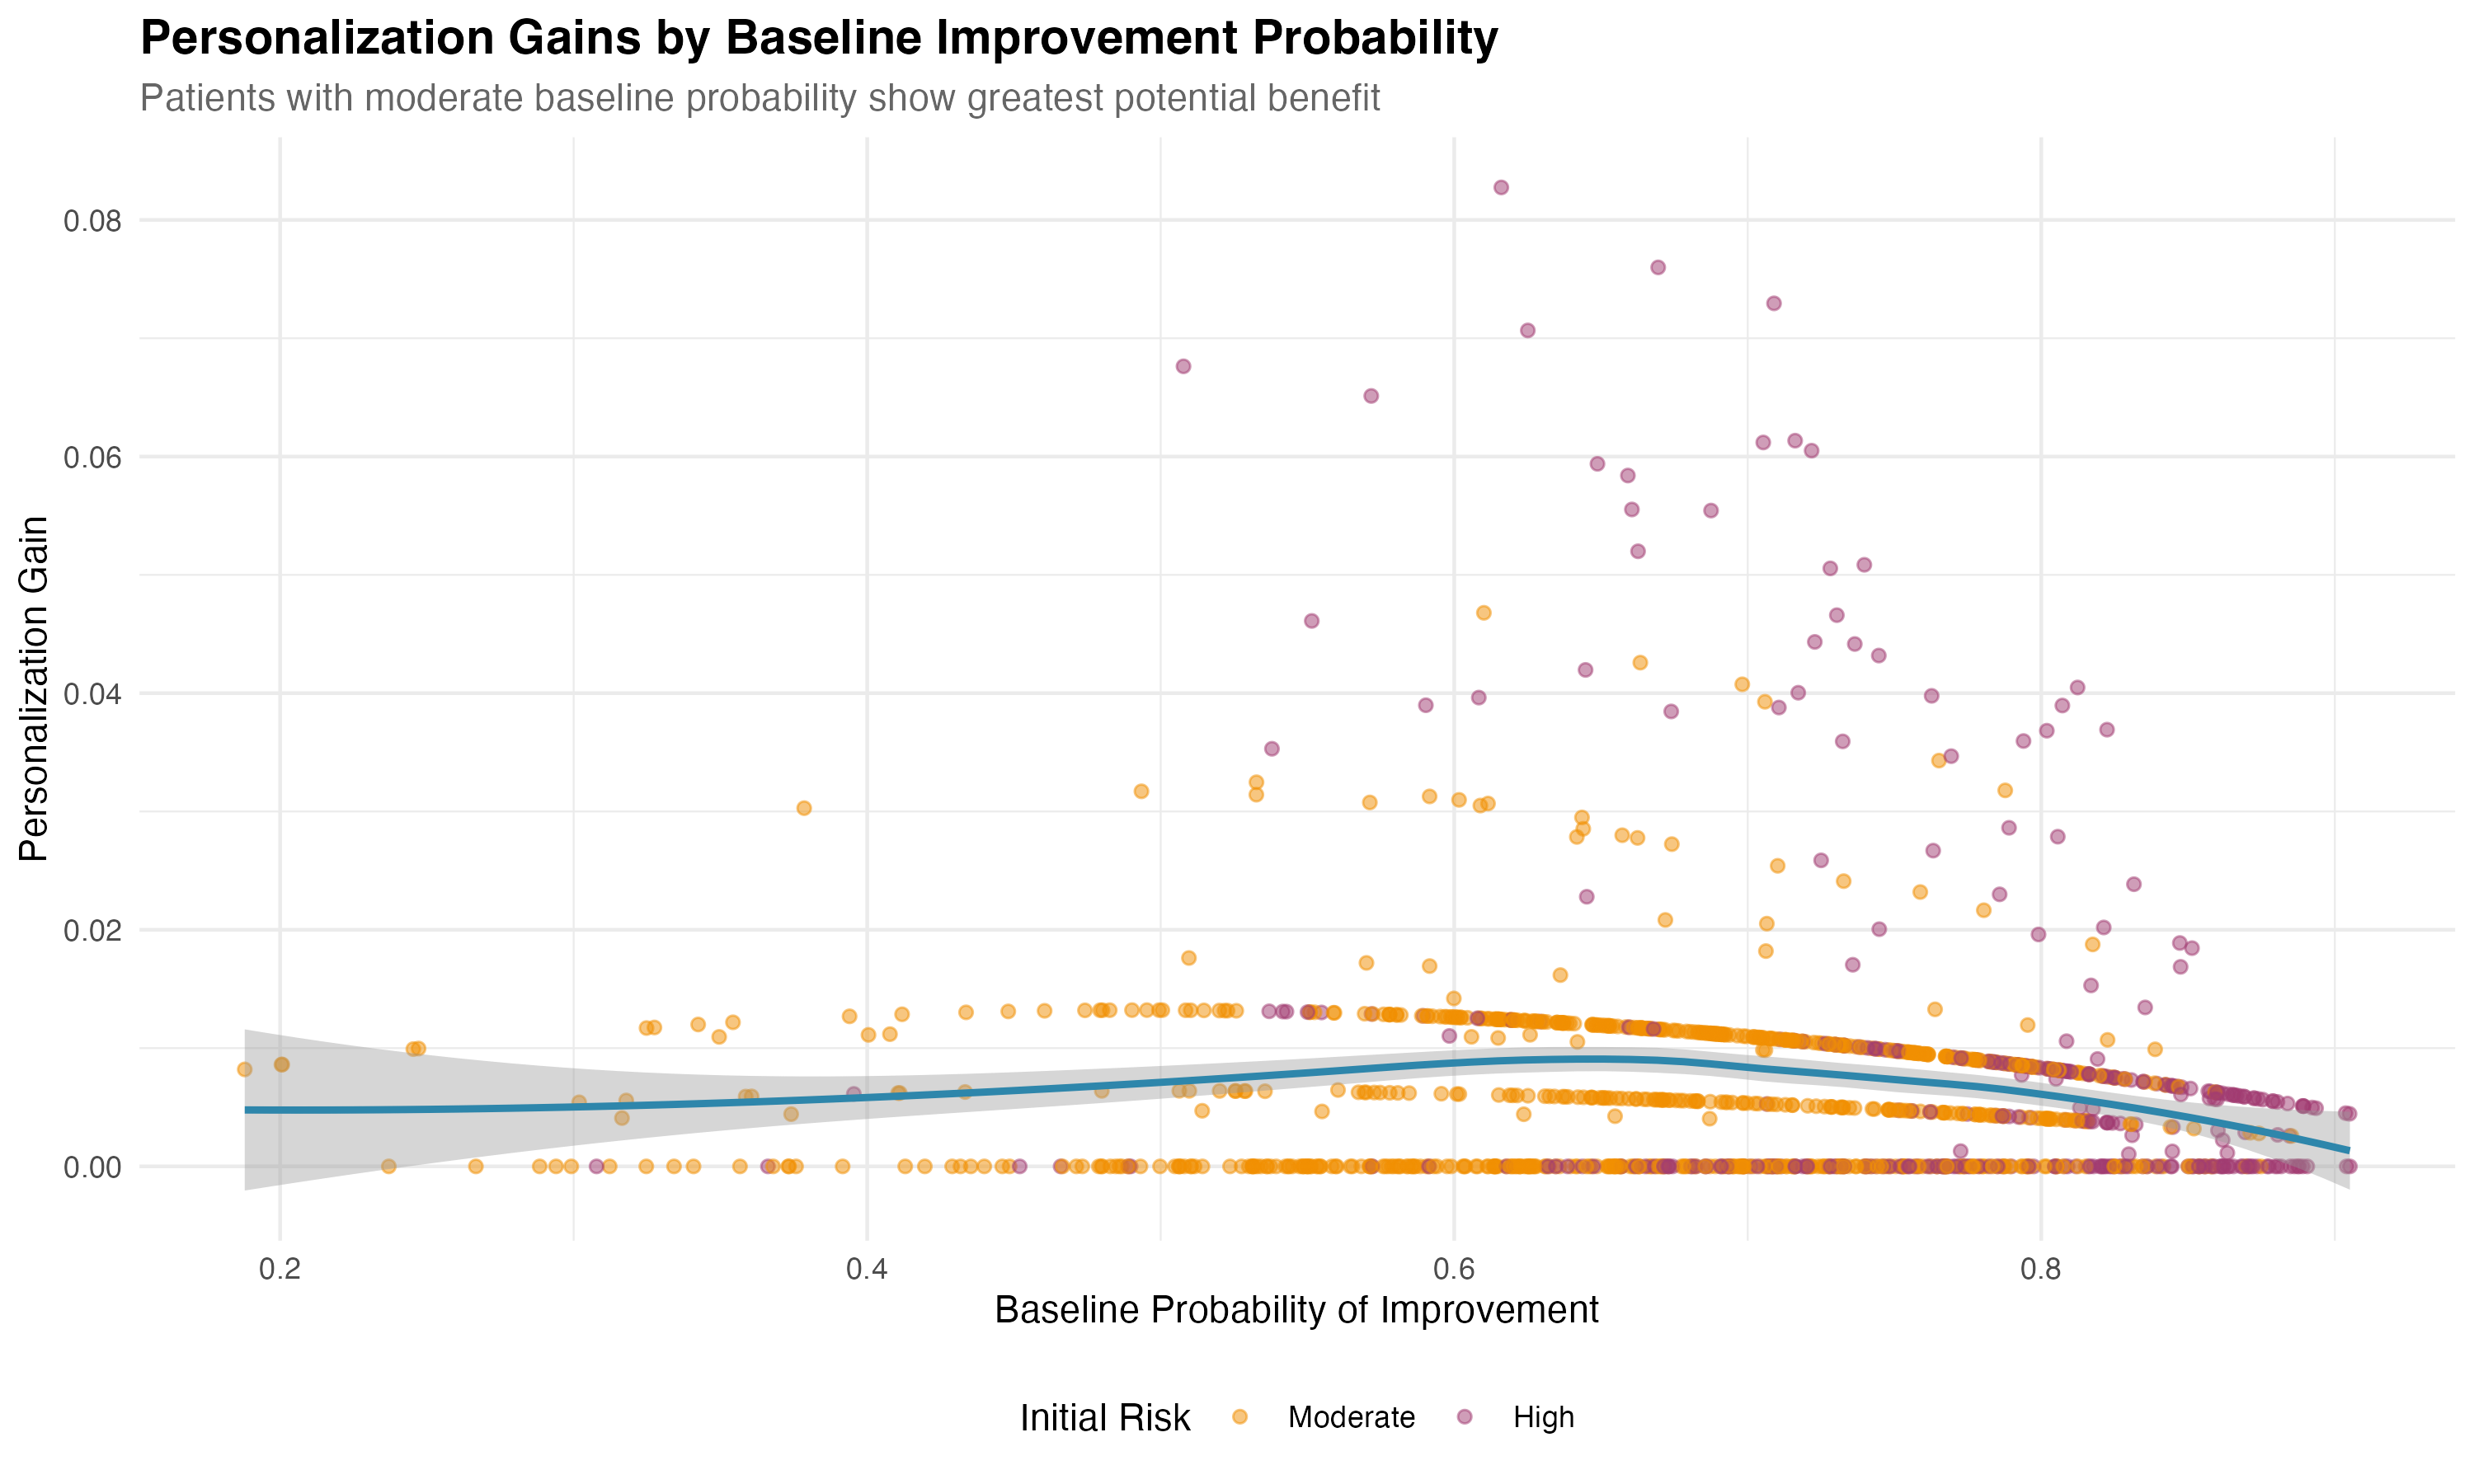 Personalization Gains by Baseline Improvement Probability
Patients with moderate baseline probability show greatest potential benefit
Personalization Gain
0.08
0.06
0.04
0.02
0.00
0.2 0.4 0.6 0.8
Baseline Probability of Improvement
Initial Risk Moderate High